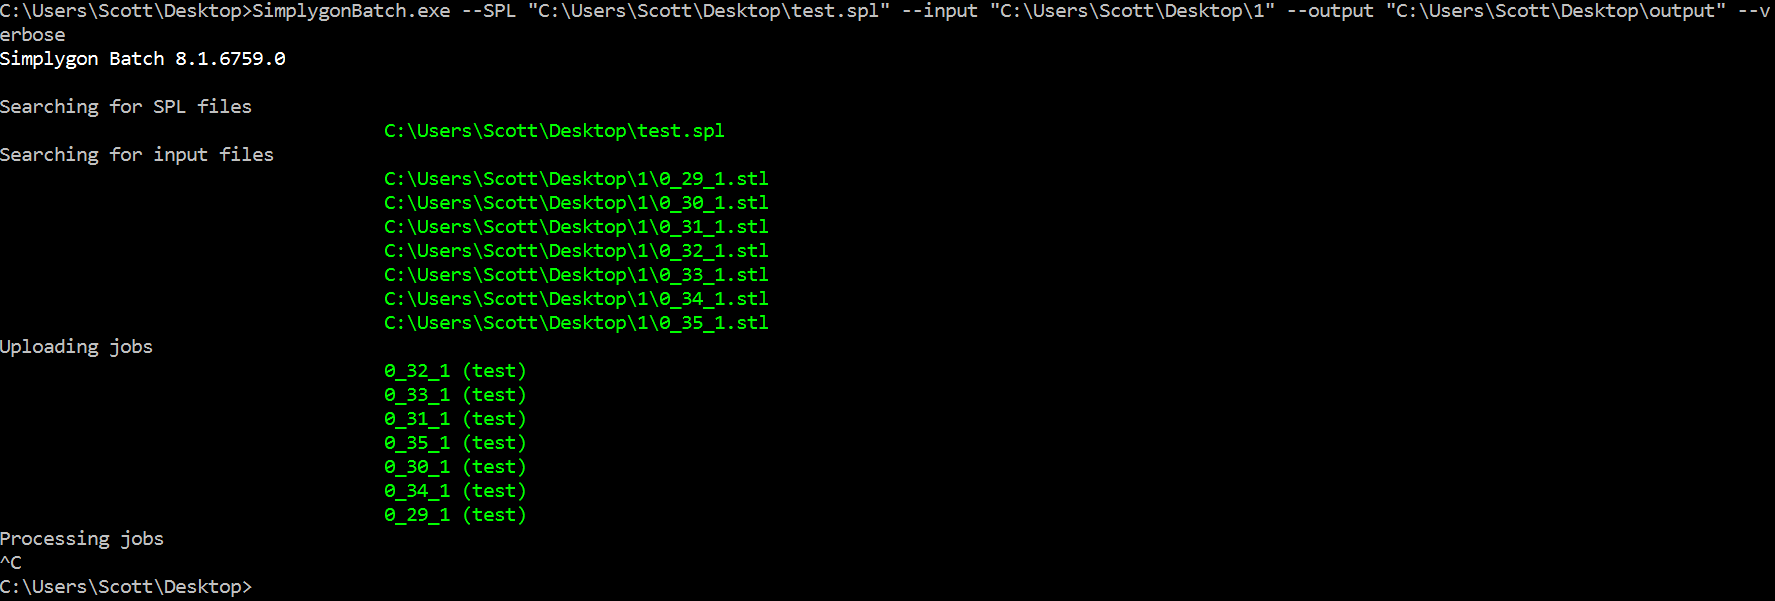 C:\Users\Scott\Desktop>SimplygonBatch.exe --SPL "C:\Users\Scott\Desktop\test.spl" --input "C:\Users\Scott\Desktop\1" --output "C:\Users\Scott\Desktop\output" --v
erbose
Simplygon Batch 8.1.6759.0
Searching for SPL files
C:\Users\Scott\Desktop\test.spl
Searching for input files
C:\Users\Scott\Desktop\1\0_29_1.stl
C:\Users\Scott\Desktop\1\0_30_1.stl
C:\Users\Scott\Desktop\1\0_31_1.stl
C:\Users\Scott\Desktop\1\0_32_1.stl
C:\Users\Scott\Desktop\1\0_33_1.stl
C:\Users\Scott\Desktop\1\0_34_1.stl
C:\Users\Scott\Desktop\1\0_35_1.stl
Uploading jobs
0_32_1 (test)
0_33_1 (test)
0_31_1 (test)
0_35_1 (test)
0_30_1 (test)
0_34_1 (test)
0_29_1 (test)
Processing jobs
^C
C:\Users\Scott\Desktop>